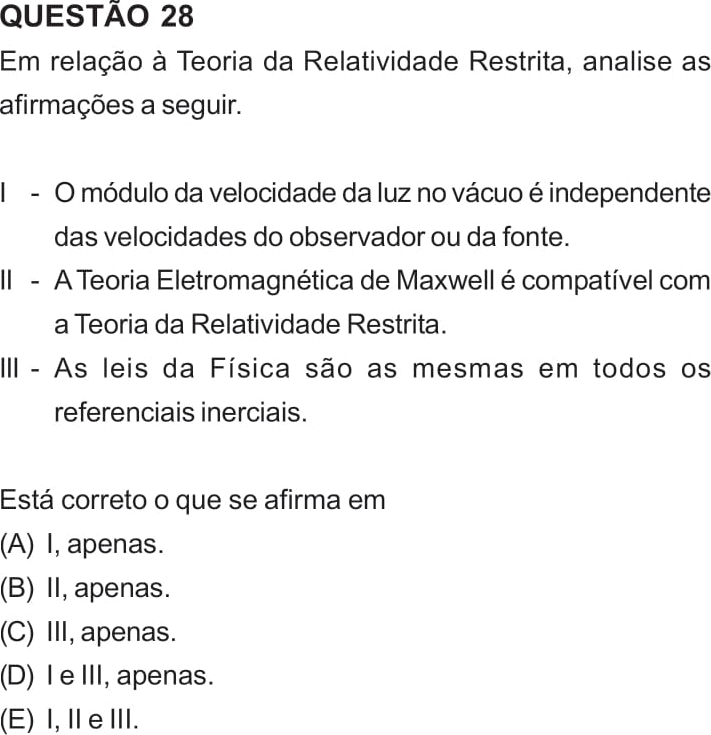 QUESTÃO 28
Em relação à Teoria da Relatividade Restrita, analise as
afirmações a seguir.
I - O módulo da velocidade da luz no vácuo é independente
das velocidades do observador ou da fonte.
II - A Teoria Eletromagnética de Maxwell é compatível com
a Teoria da Relatividade Restrita.
III - As leis da Física são as mesmas em todos os
referenciais inerciais.
Está correto o que se afirma em
(A) I, apenas.
(B) II, apenas.
(C) III, apenas.
(D) I e III, apenas.
(E) I, II e III.